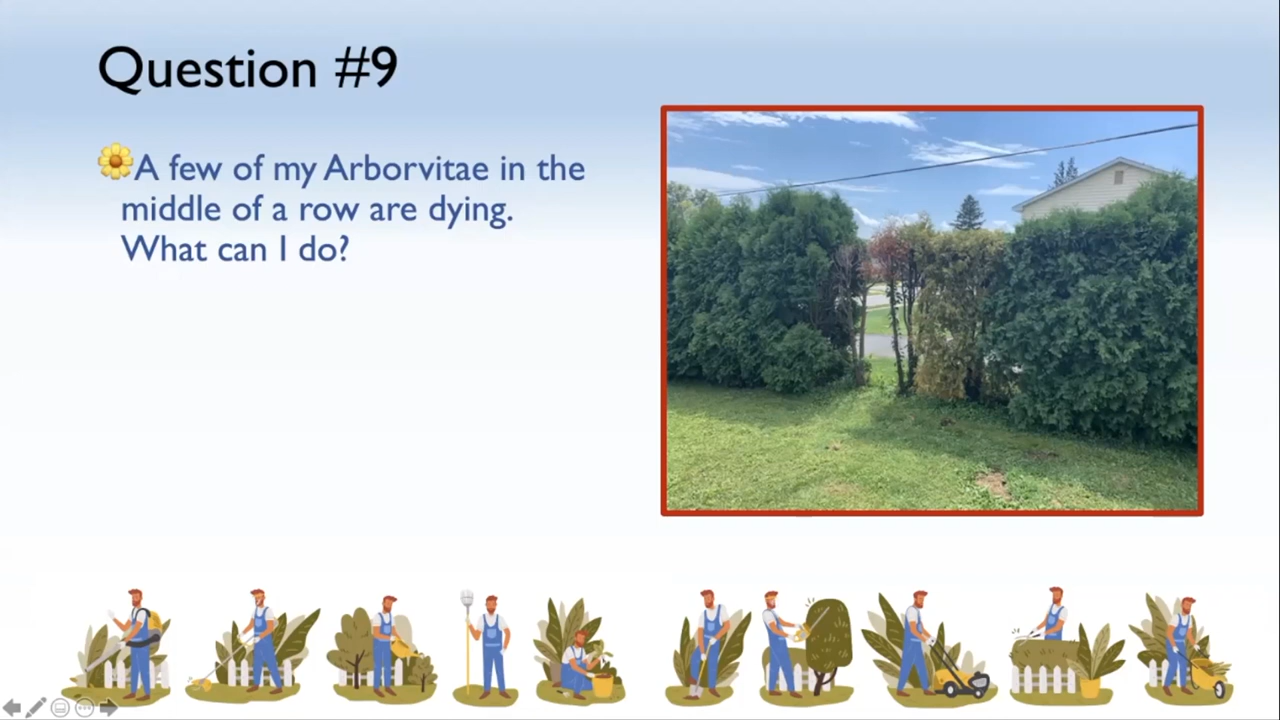 Question #9
A few of my Arborvitae in the
middle of a row are dying.
What can I do?